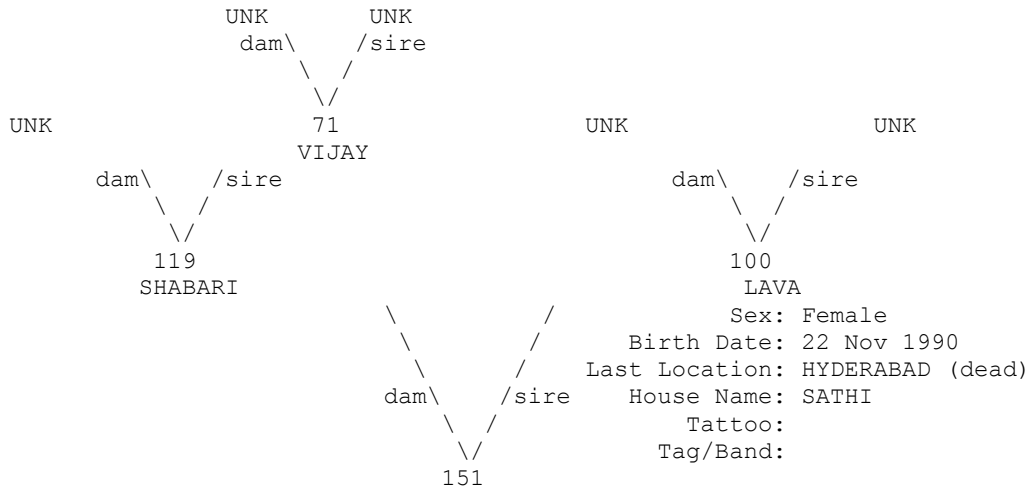 UNK UNK
dam\ /sire
\ /
\/
UNK 71 UNK UNK
VIJAY
dam\ /sire dam\ /sire
\ / \ /
\/ \/
119 100
SHABARI LAVA
\ / Sex: Female
\ / Birth Date: 22 Nov 1990
\ / Last Location: HYDERABAD (dead)
dam\ /sire House Name: SATHI
\ / Tattoo:
\/ Tag/Band:
151